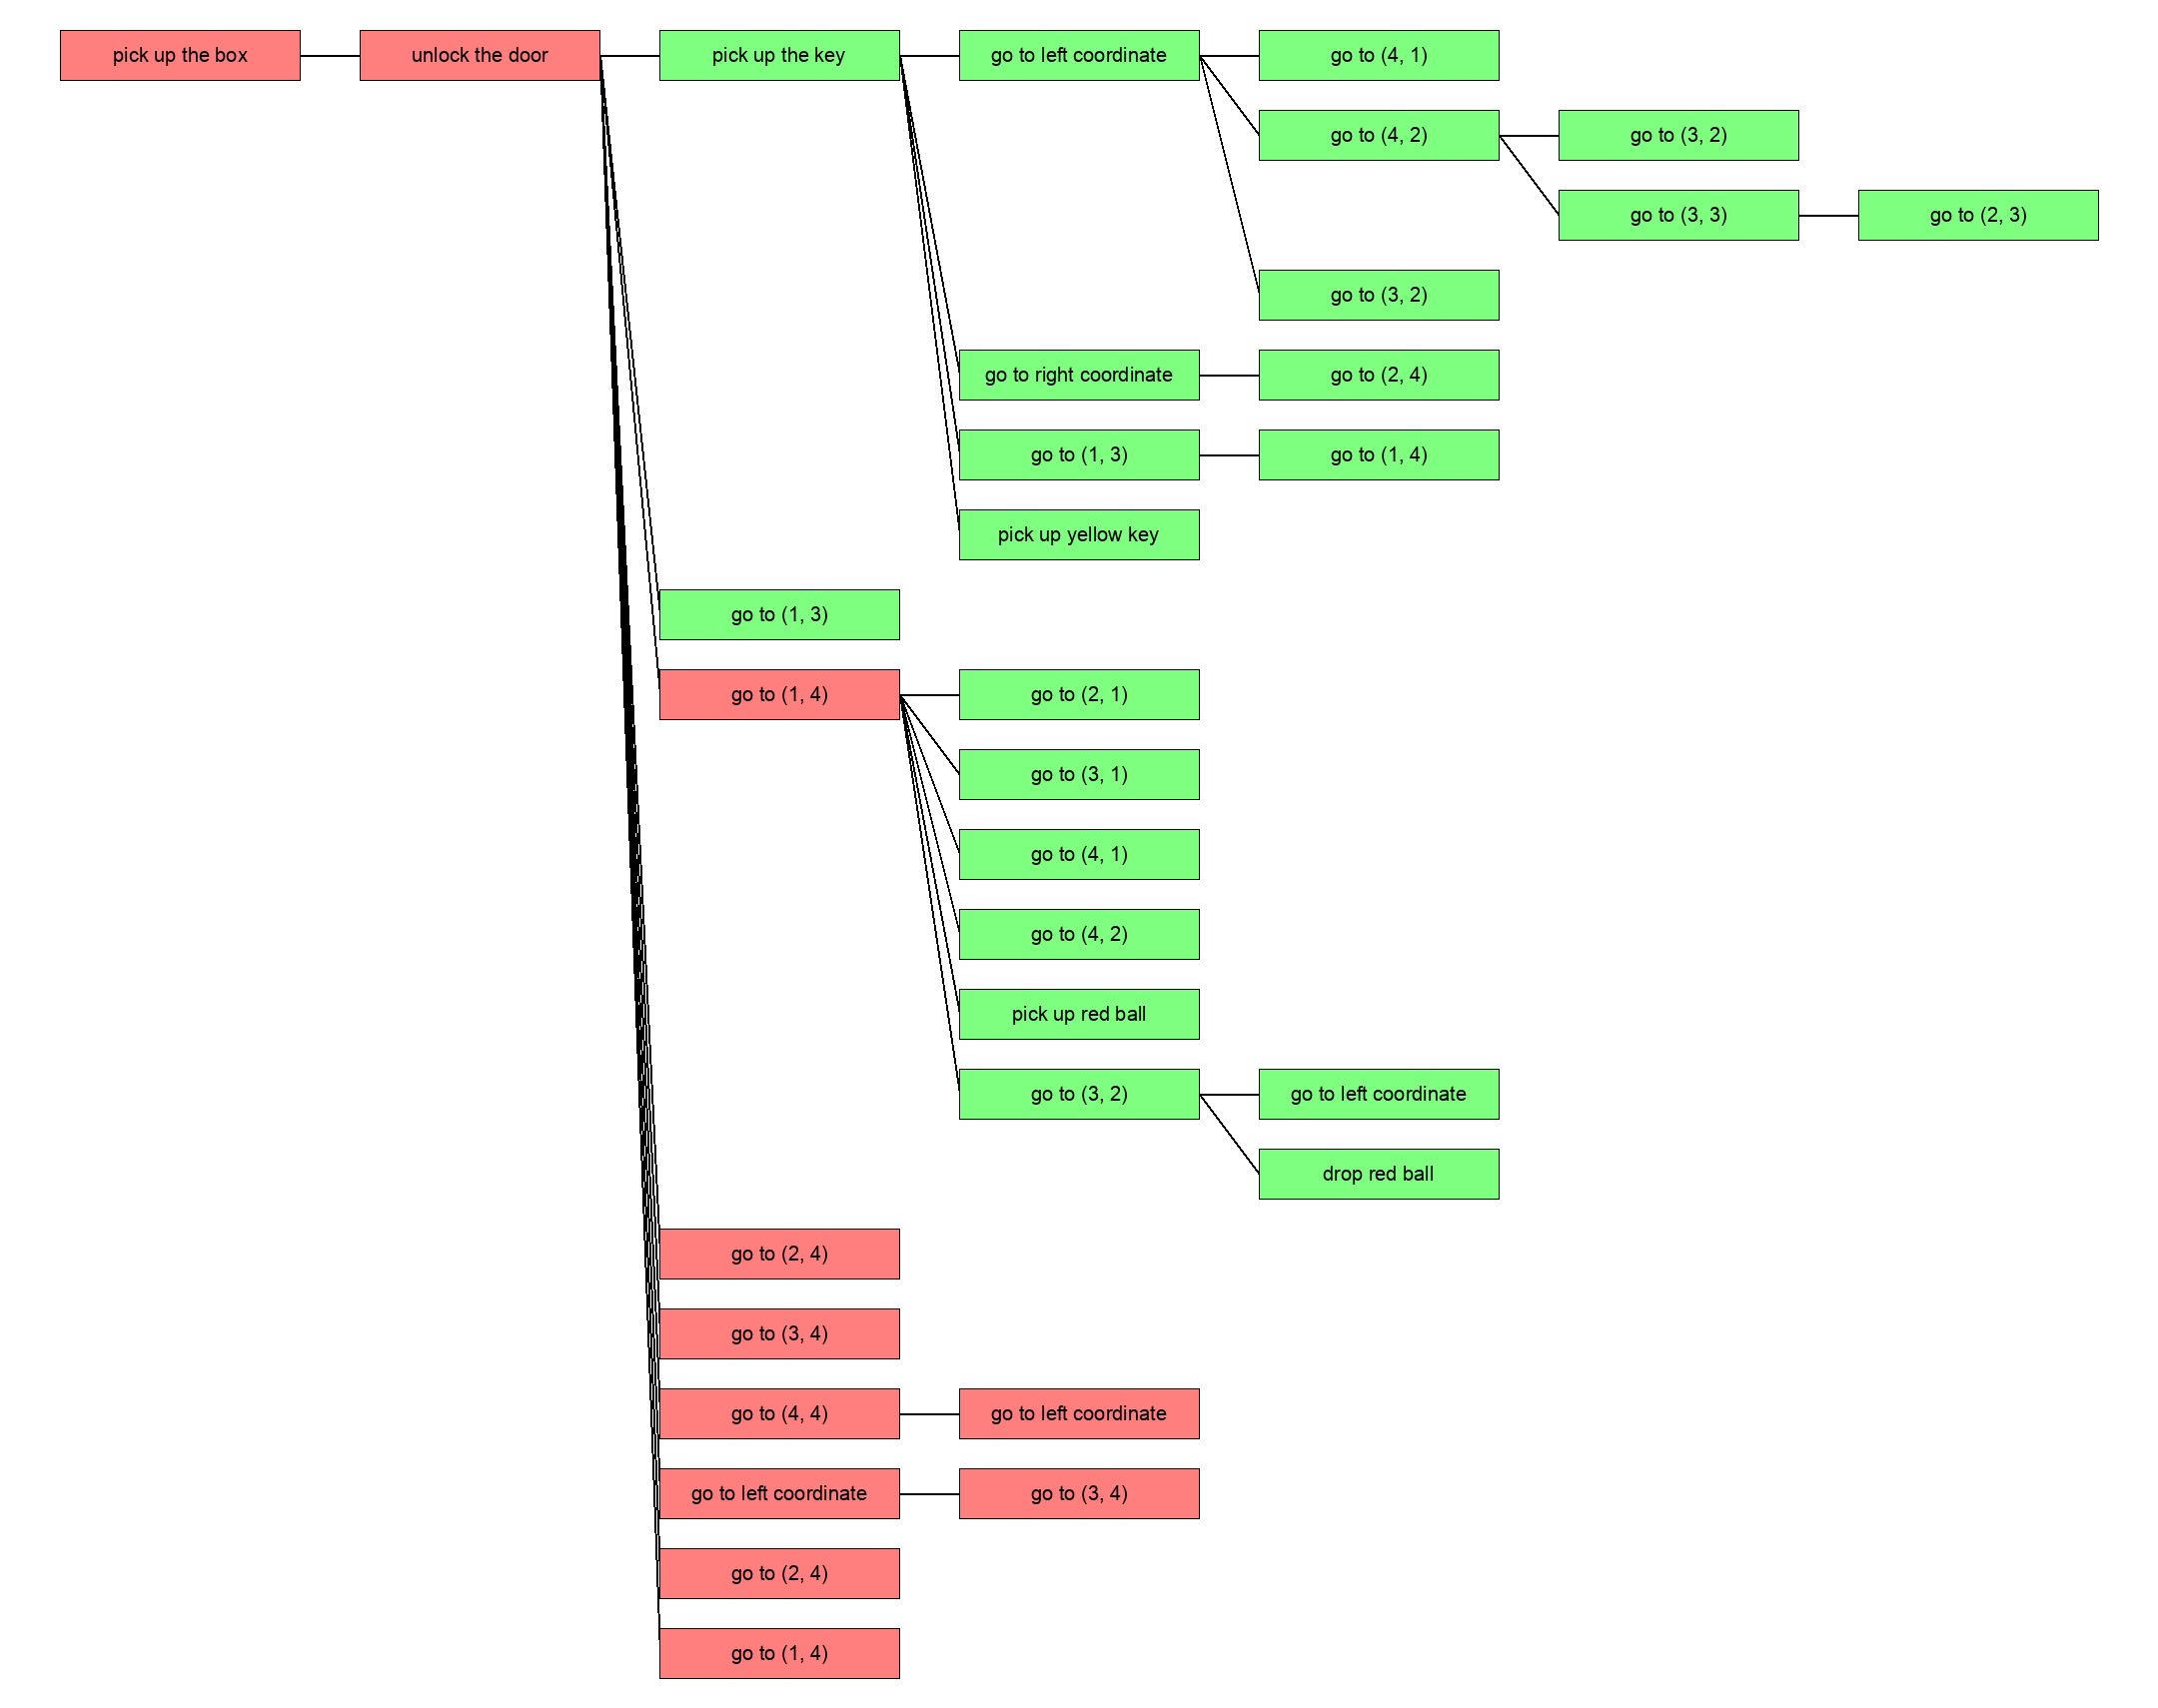 pick up the box
unlock the door
pick up the key
go to left coordinate
go to (4, 1)
go to (4, 2)
go to (3, 2)
go to (3, 3)
go to (2, 3)
go to (3, 2)
go to right coordinate
go to (2, 4)
go to (1, 3)
go to (1, 4)
pick up yellow key
go to (1, 3)
go to (1, 4)
go to (2, 1)
go to (3, 1)
go to (4, 1)
go to (4, 2)
pick up red ball
go to (3, 2)
go to left coordinate
drop red ball
go to (2, 4)
go to (3, 4)
go to (4, 4)
go to left coordinate
go to left coordinate
go to (3, 4)
go to (2, 4)
go to (1, 4)